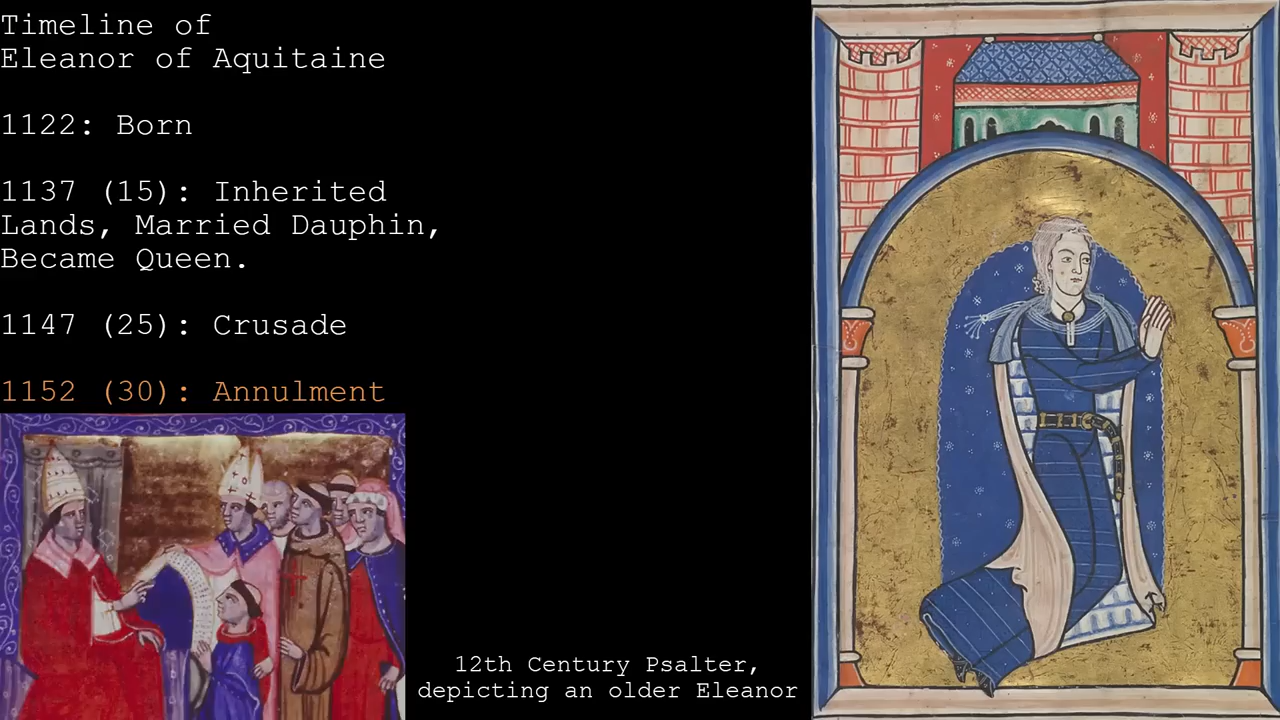 Timeline of
Eleanor of Aquitaine
1122: Born
1137 (15): Inherited
Lands, Married Dauphin,
Became Queen.
1147 (25): Crusade
1152 (30): Annulment
12th Century Psalter,
depicting an older Eleanor